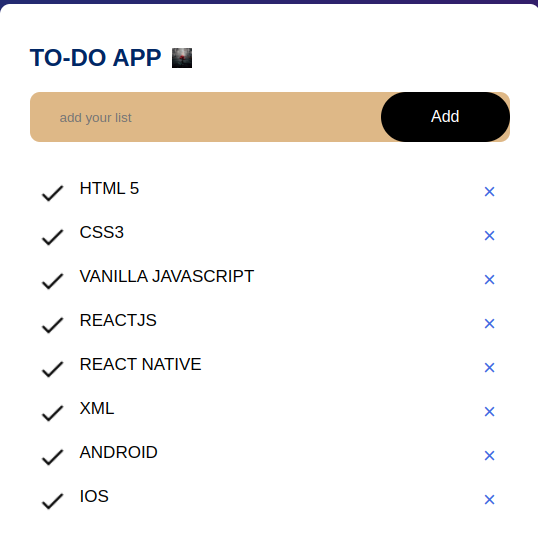 TO-DO APP
add your list
Add
HTML 5
CSS3
VANILLA JAVASCRIPT
REACTJS
REACT NATIVE
XML
ANDROID
IOS